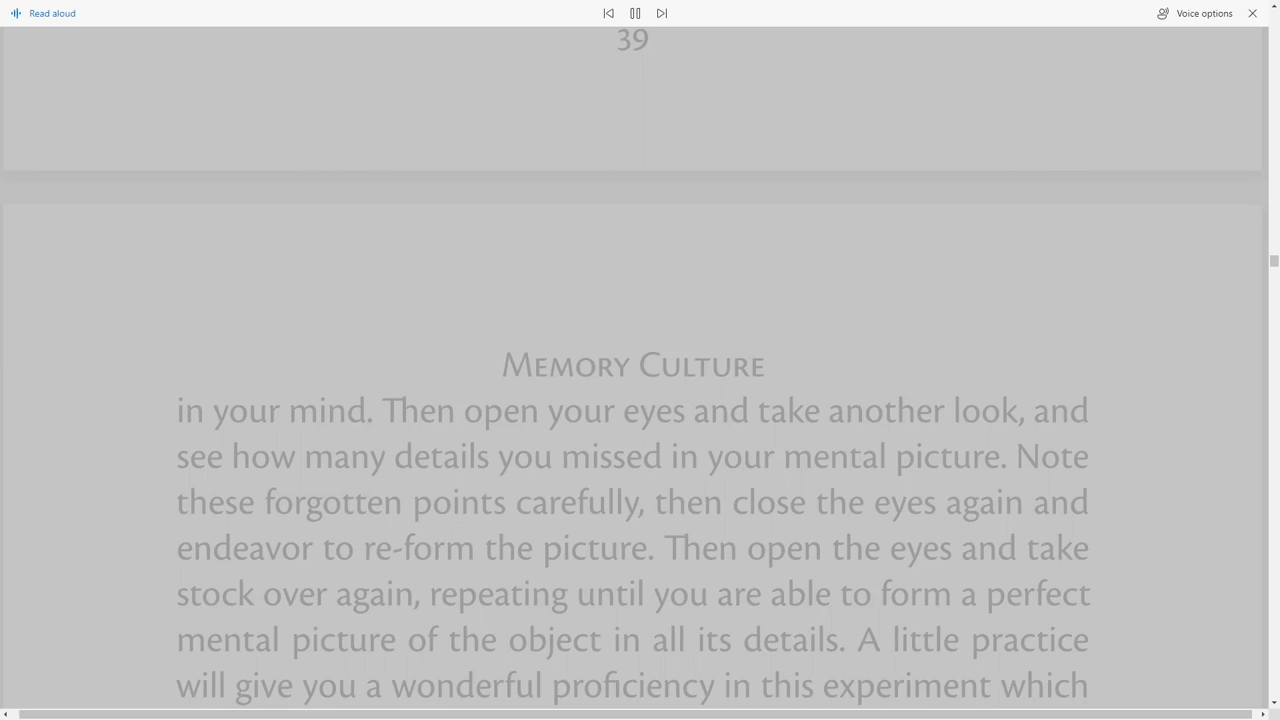 Read aloud
Voice options
39
Memory Culture
in your mind. Then open your eyes and take another look, and
see how many details you missed in your mental picture. Note
these forgotten points carefully, then close the eyes again and
endeavor to re-form the picture. Then open the eyes and take
stock over again, repeating until you are able to form a perfect
mental picture of the object in all its details. A little practice
will give you a wonderful proficiency in this experiment which